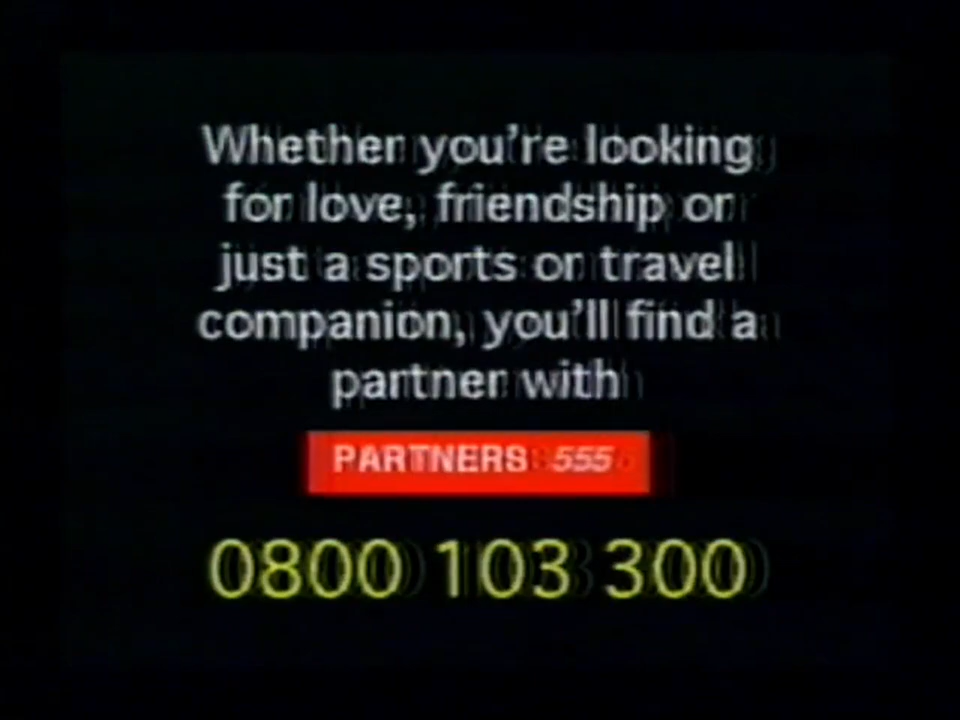 Whether you're looking
for love, friendship or
just a sports or travel
companion, you'll find a
partner with
PARTNERS 555
0800 103 300